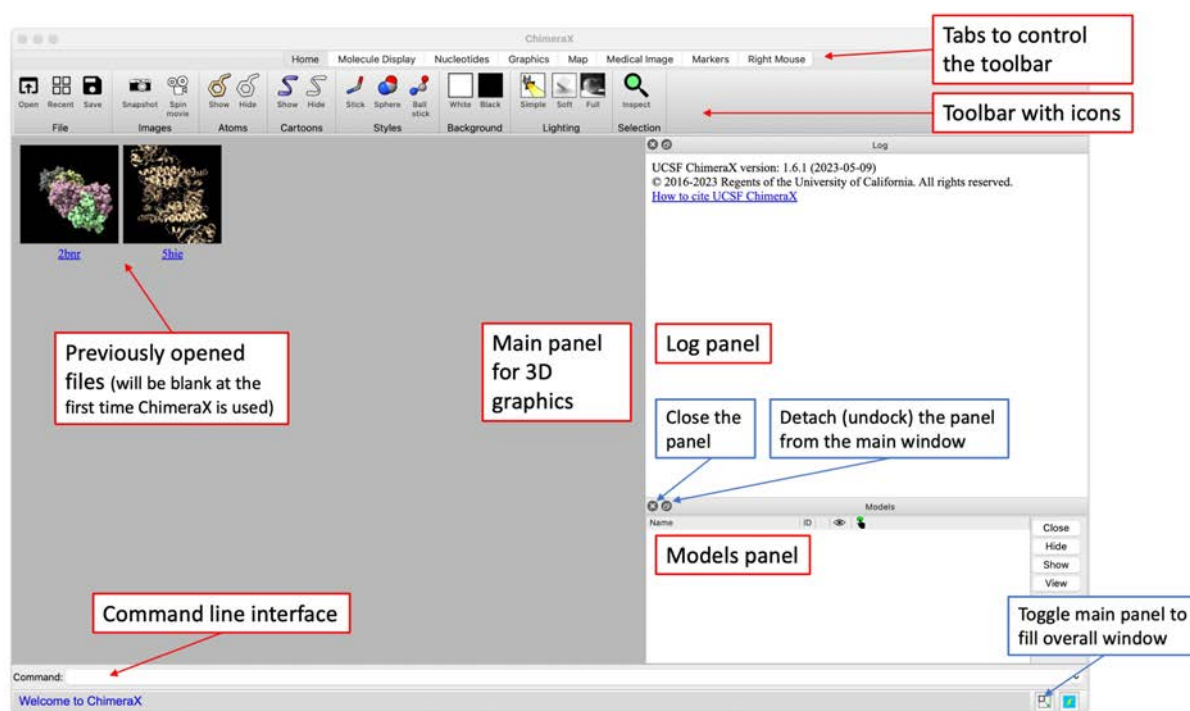 ChimeraX
Tabs to control
the toolbar
Home Molecule Display Nucleotides Graphics Map Medical Image Markers Right Mouse
Open Recent Save Snapshot Spin movie Show Hide Show Hide Stick Sphere Ball stick White Black Simple Soft Full Inspect
File Images Atoms Cartoons Styles Background Lighting Selection
Toolbar with icons
Log
UCSF ChimeraX version: 1.6.1 (2023-05-09)
© 2016-2023 Regents of the University of California. All rights reserved.
How to cite UCSF ChimeraX
2bnr 5hie
Previously opened
files (will be blank at the
first time ChimeraX is used)
Main panel
for 3D
graphics
Log panel
Close the
panel
Detach (undock) the panel
from the main window
Models
Name ID
Close
Hide
Show
View
Models panel
Command line interface
Toggle main panel to
fill overall window
Command:
Welcome to ChimeraX